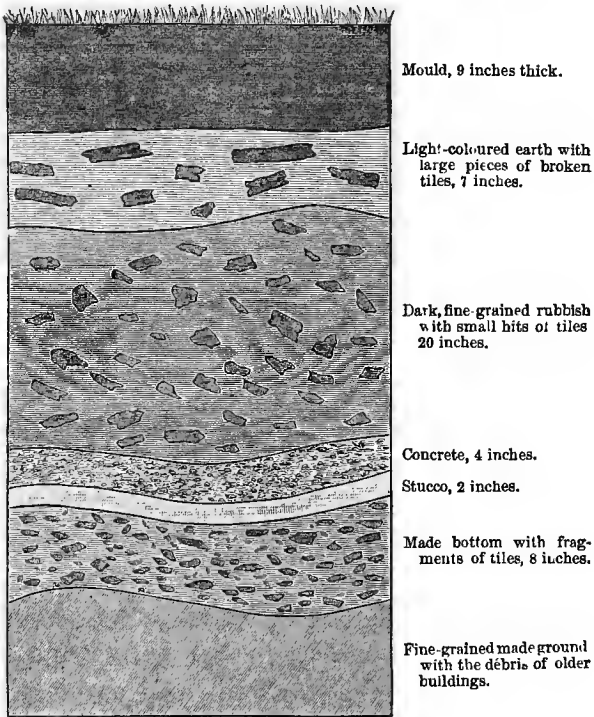 Mould, 9 inches thick.
Light-coloured earth with
large pieces of broken
tiles, 7 inches.
Dark, fine-grained rubbish
with small bits of tiles
20 inches.
Concrete, 4 inches.
Stucco, 2 inches.
Made bottom with frag-
ments of tiles, 8 inches.
Fine-grained made ground
with the débris of older
buildings.